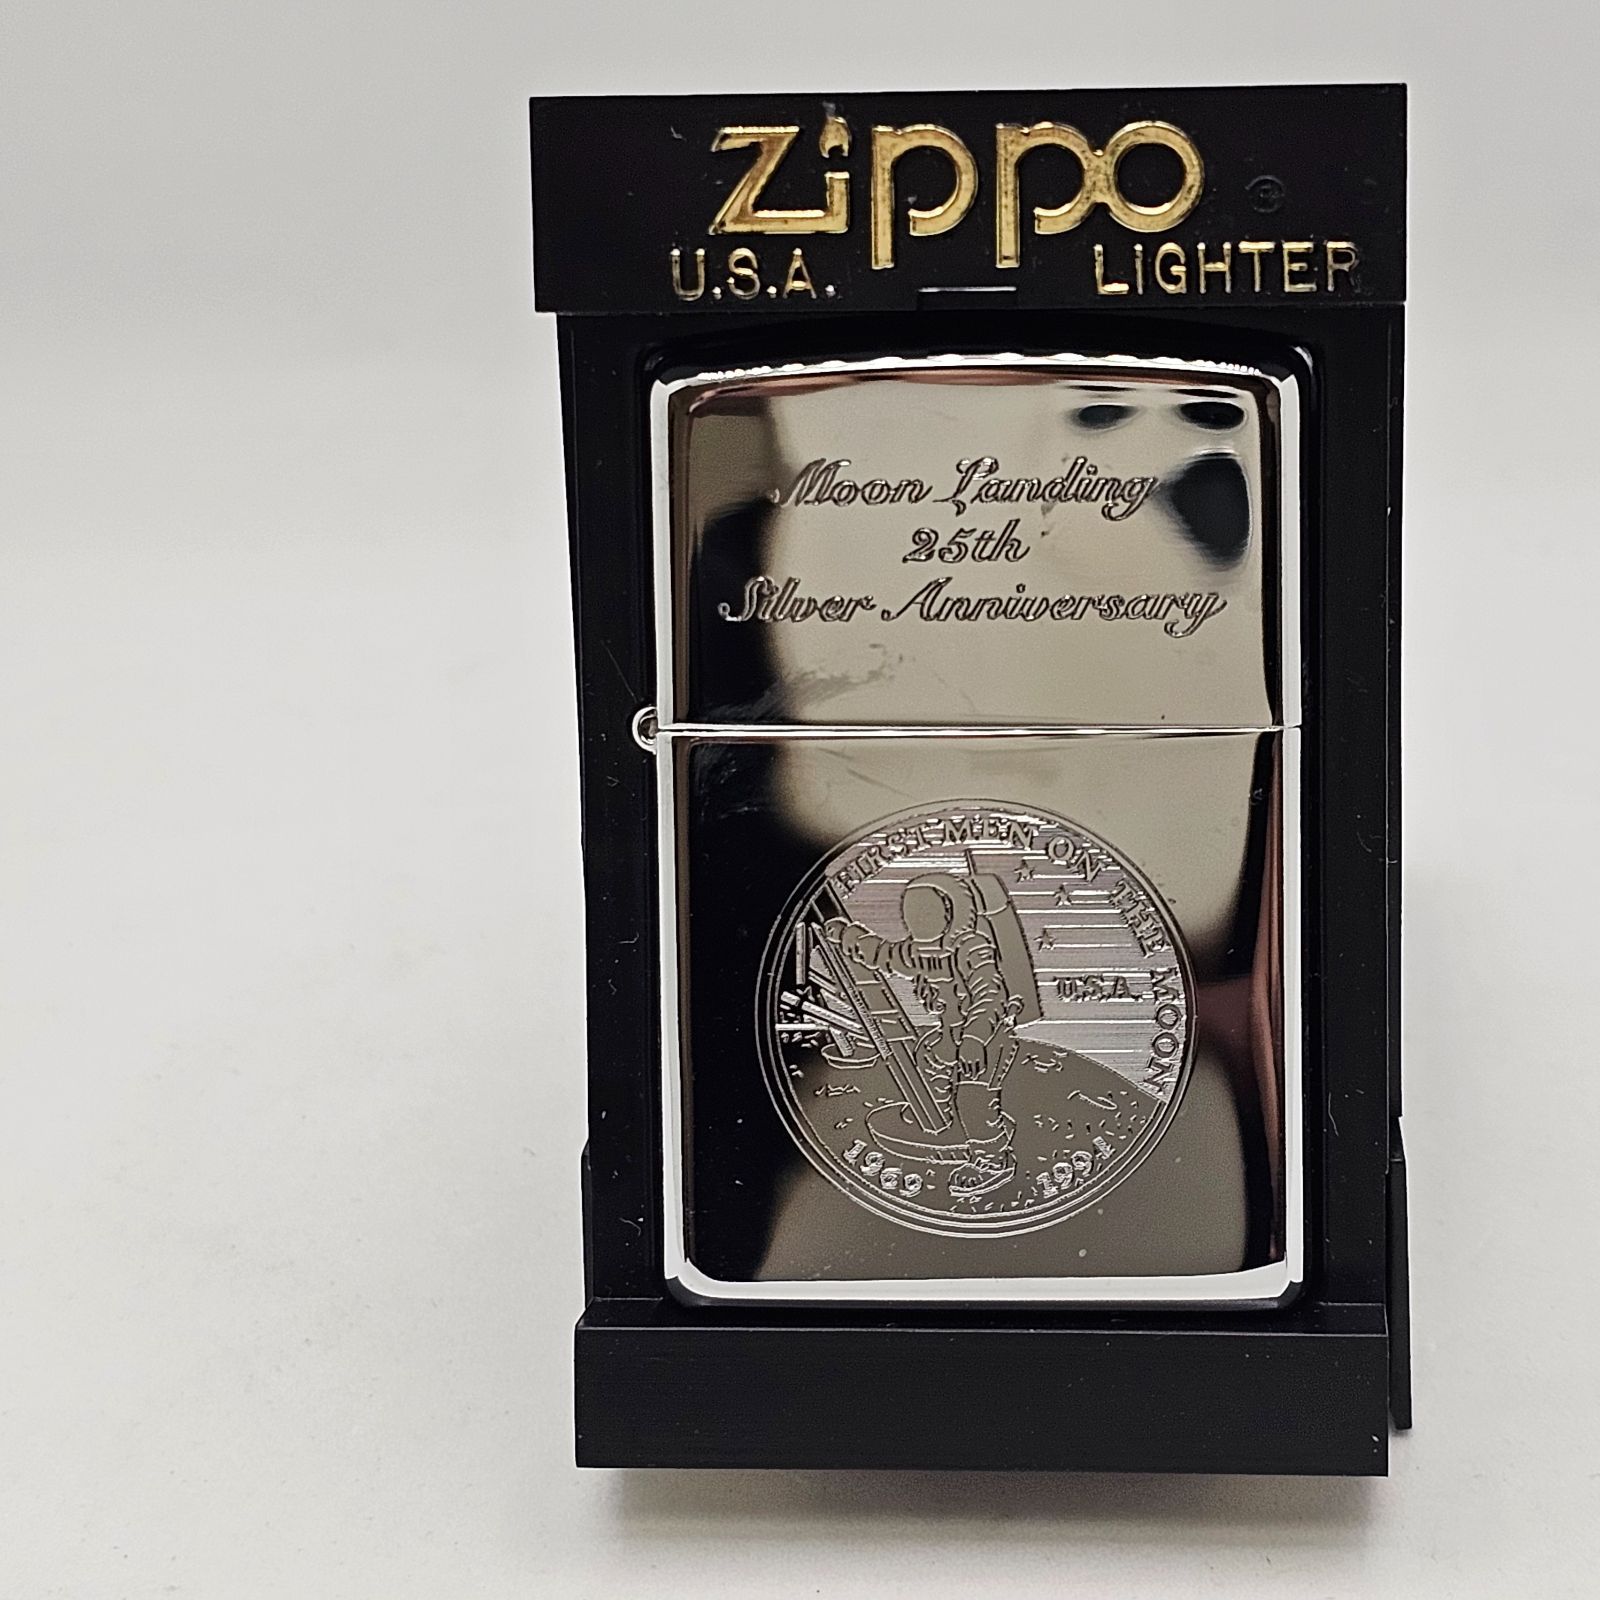 Zippo ®
U.S.A. LIGHTER
Moon Landing
25th
Silver Anniversary
FIRST MEN ON THE MOON
U.S.A.
1969 1994